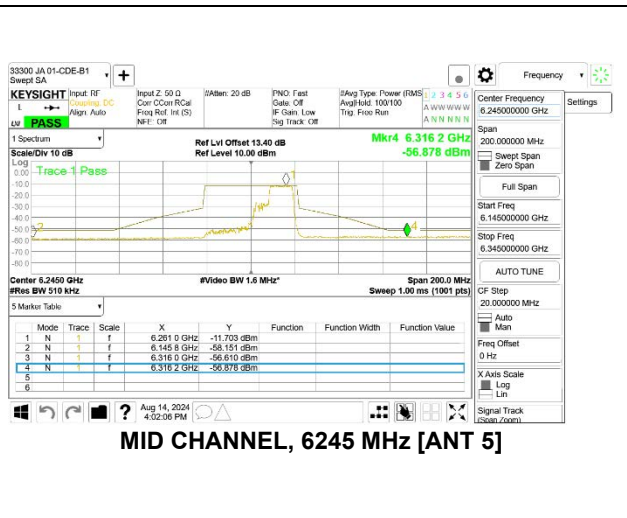 33300 JA 01-CDE-B1
Swept SA
Frequency
Settings
KEYSIGHT
L
PASS
Input: RF
Coupling: DC
Align: Auto
Input Z: 50 Ω
Corr CCorr RCal
Freq Ref: Int (S)
NFE: Off
#Atten: 20 dB
PNO: Fast
Gate: Off
IF Gain: Low
Sig Track: Off
#Avg Type: Power (RMS
Avg|Hold: 100/100
Trig: Free Run
1 2 3 4 5 6
A W W W W W
A N N N N N
1 Spectrum
Scale/Div 10 dB
Ref Lvl Offset 13.40 dB
Ref Level 10.00 dBm
Mkr4 6.316 2 GHz
-56.878 dBm
Log
Trace 1 Pass
0.00
-10.0
-20.0
-30.0
-40.0
-50.0
-60.0
-70.0
-80.0
1
2
4
Center 6.2450 GHz
#Res BW 510 kHz
#Video BW 1.6 MHz*
Span 200.0 MHz
Sweep 1.00 ms (1001 pts)
5 Marker Table
Mode Trace Scale X Y Function Function Width Function Value
1 N 1 f 6.261 0 GHz -11.703 dBm
2 N 1 f 6.145 8 GHz -58.151 dBm
3 N 1 f 6.316 0 GHz -56.610 dBm
4 N 1 f 6.316 2 GHz -56.878 dBm
5
6
Aug 14, 2024
4:02:06 PM
Center Frequency
6.245000000 GHz
Span
200.000000 MHz
Swept Span
Zero Span
Full Span
Start Freq
6.145000000 GHz
Stop Freq
6.345000000 GHz
AUTO TUNE
CF Step
20.000000 MHz
Auto
Man
Freq Offset
0 Hz
X Axis Scale
Log
Lin
Signal Track
(Span Zoom)
MID CHANNEL, 6245 MHz [ANT 5]